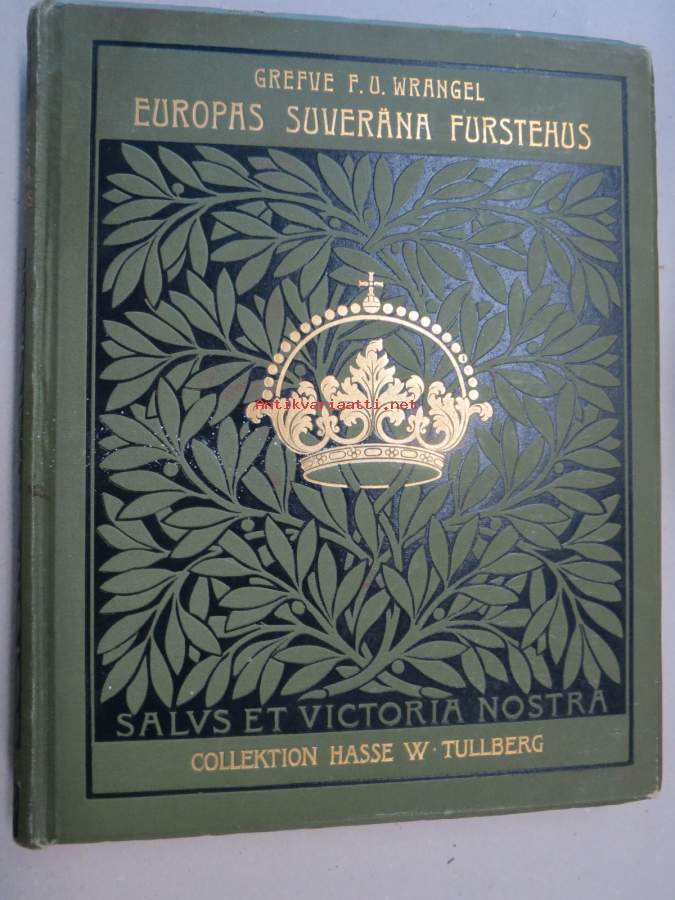 GREFVE F. U. WRANGEL
EUROPAS SUVERÄNA FURSTEHUS
Antikvariaatti.net
SALVS ET VICTORIA NOSTRA
COLLEKTION HASSE W. TULLBERG